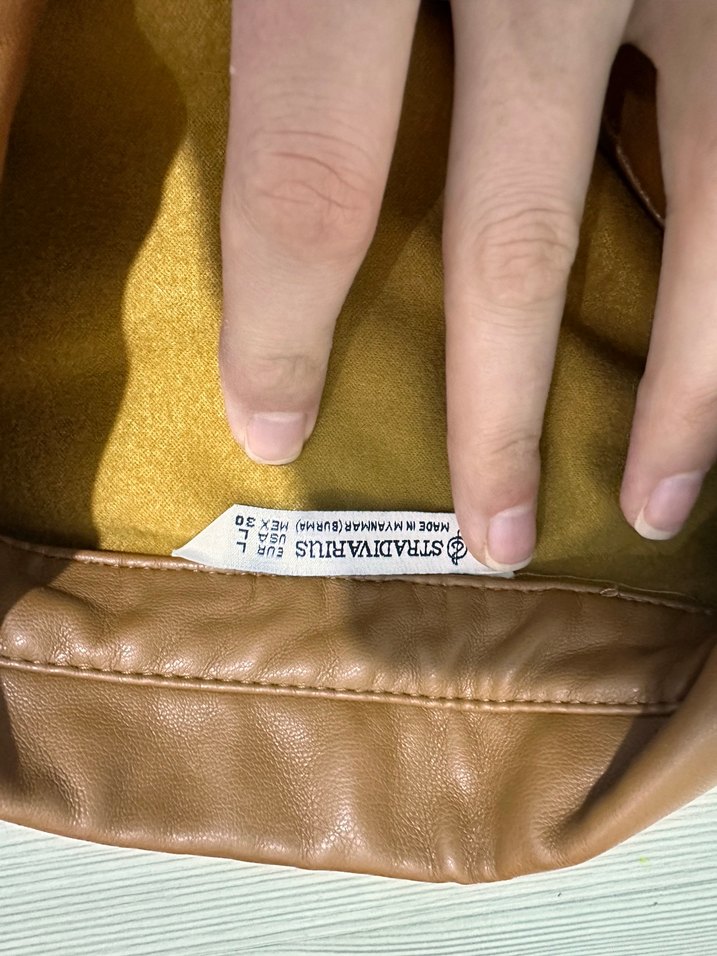 STRADIVARIUS
MADE IN MYANMAR (BURMA)
EUR L
USA L
MEX 30